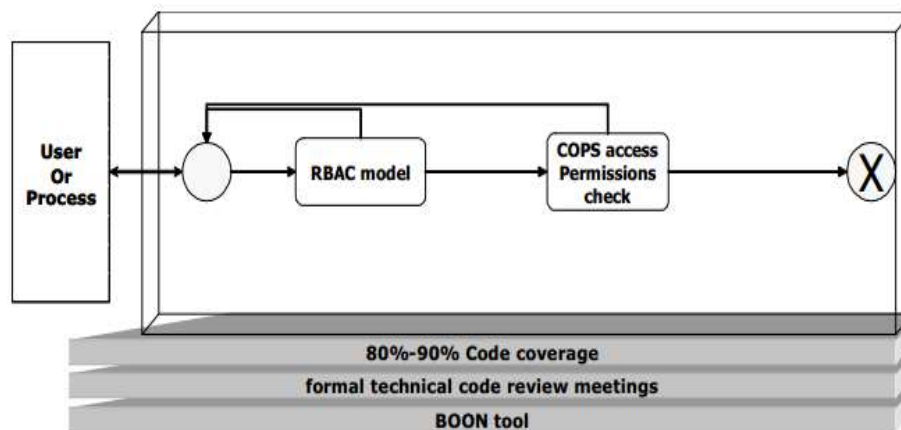 User
Or
Process
RBAC model
COPS access
Permissions
check
X
80%-90% Code coverage
formal technical code review meetings
BOON tool